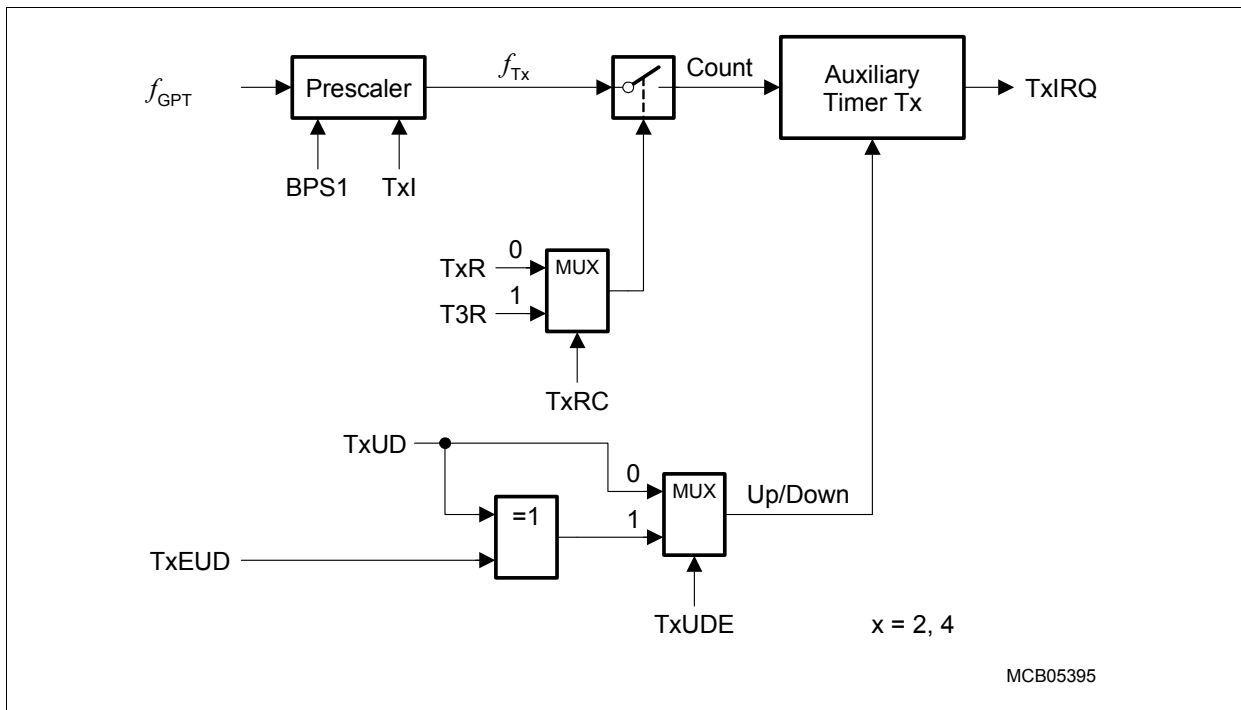 fGPT
Prescaler
fTx
Count
Auxiliary
Timer Tx
TxIRQ
BPS1
TxI
TxR
0
T3R
1
MUX
TxRC
TxUD
0
MUX
Up/Down
=1
1
TxEUD
TxUDE
x = 2, 4
MCB05395